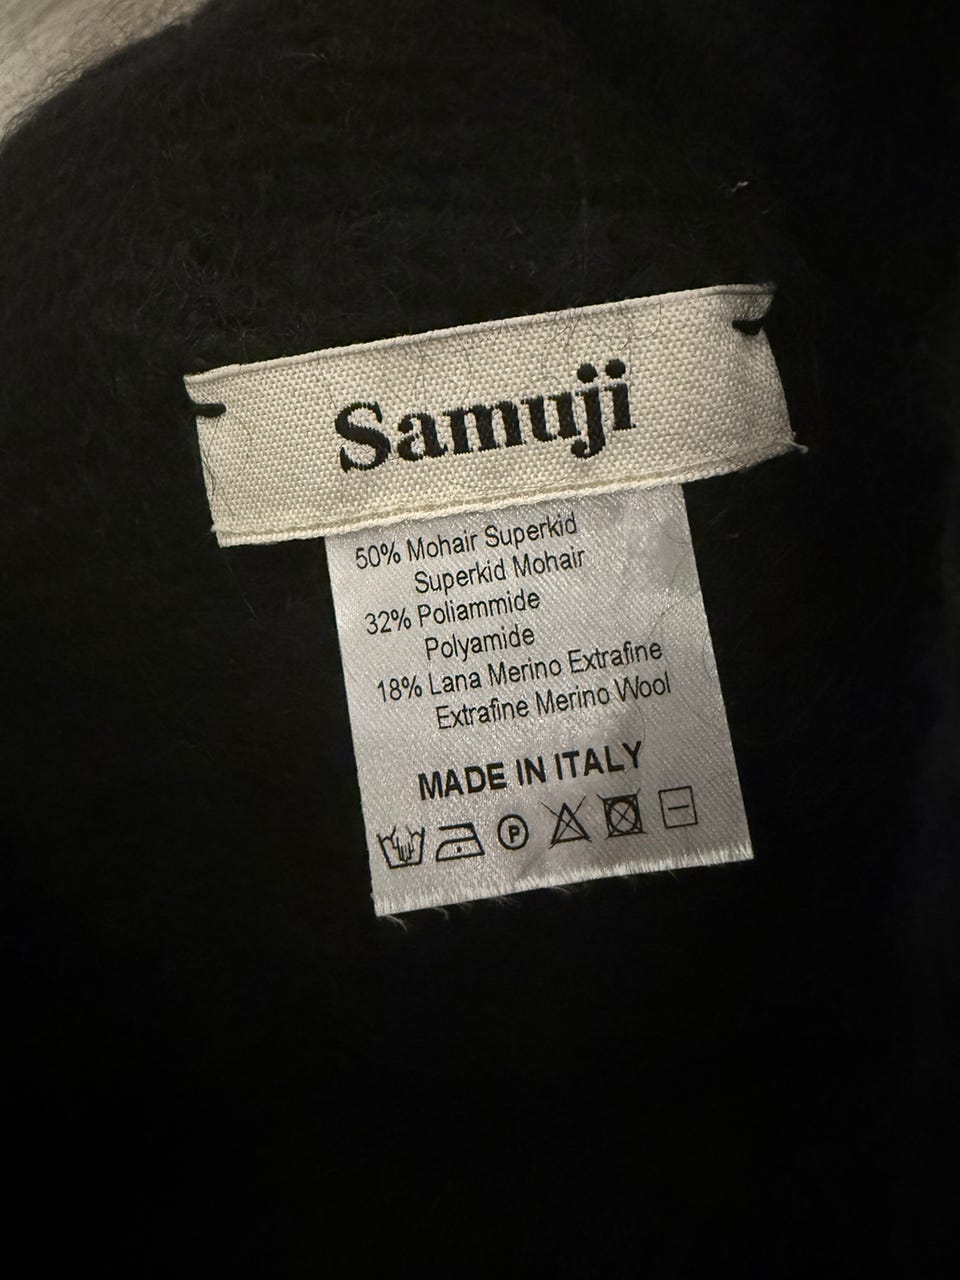 Samuji
50% Mohair Superkid
Superkid Mohair
32% Poliammide
Polyamide
18% Lana Merino Extrafine
Extrafine Merino Wool
MADE IN ITALY
P